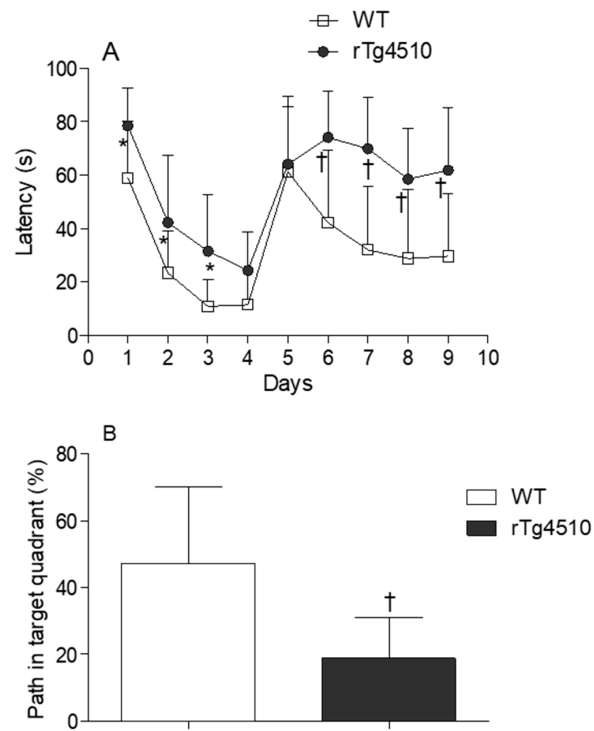 WT
rTg4510
A
100
80
60
40
20
0
Latency (s)
*
*
*
†
†
†
†
0 1 2 3 4 5 6 7 8 9 10
Days
B
80
60
40
20
0
Path in target quadrant (%)
†
WT
rTg4510